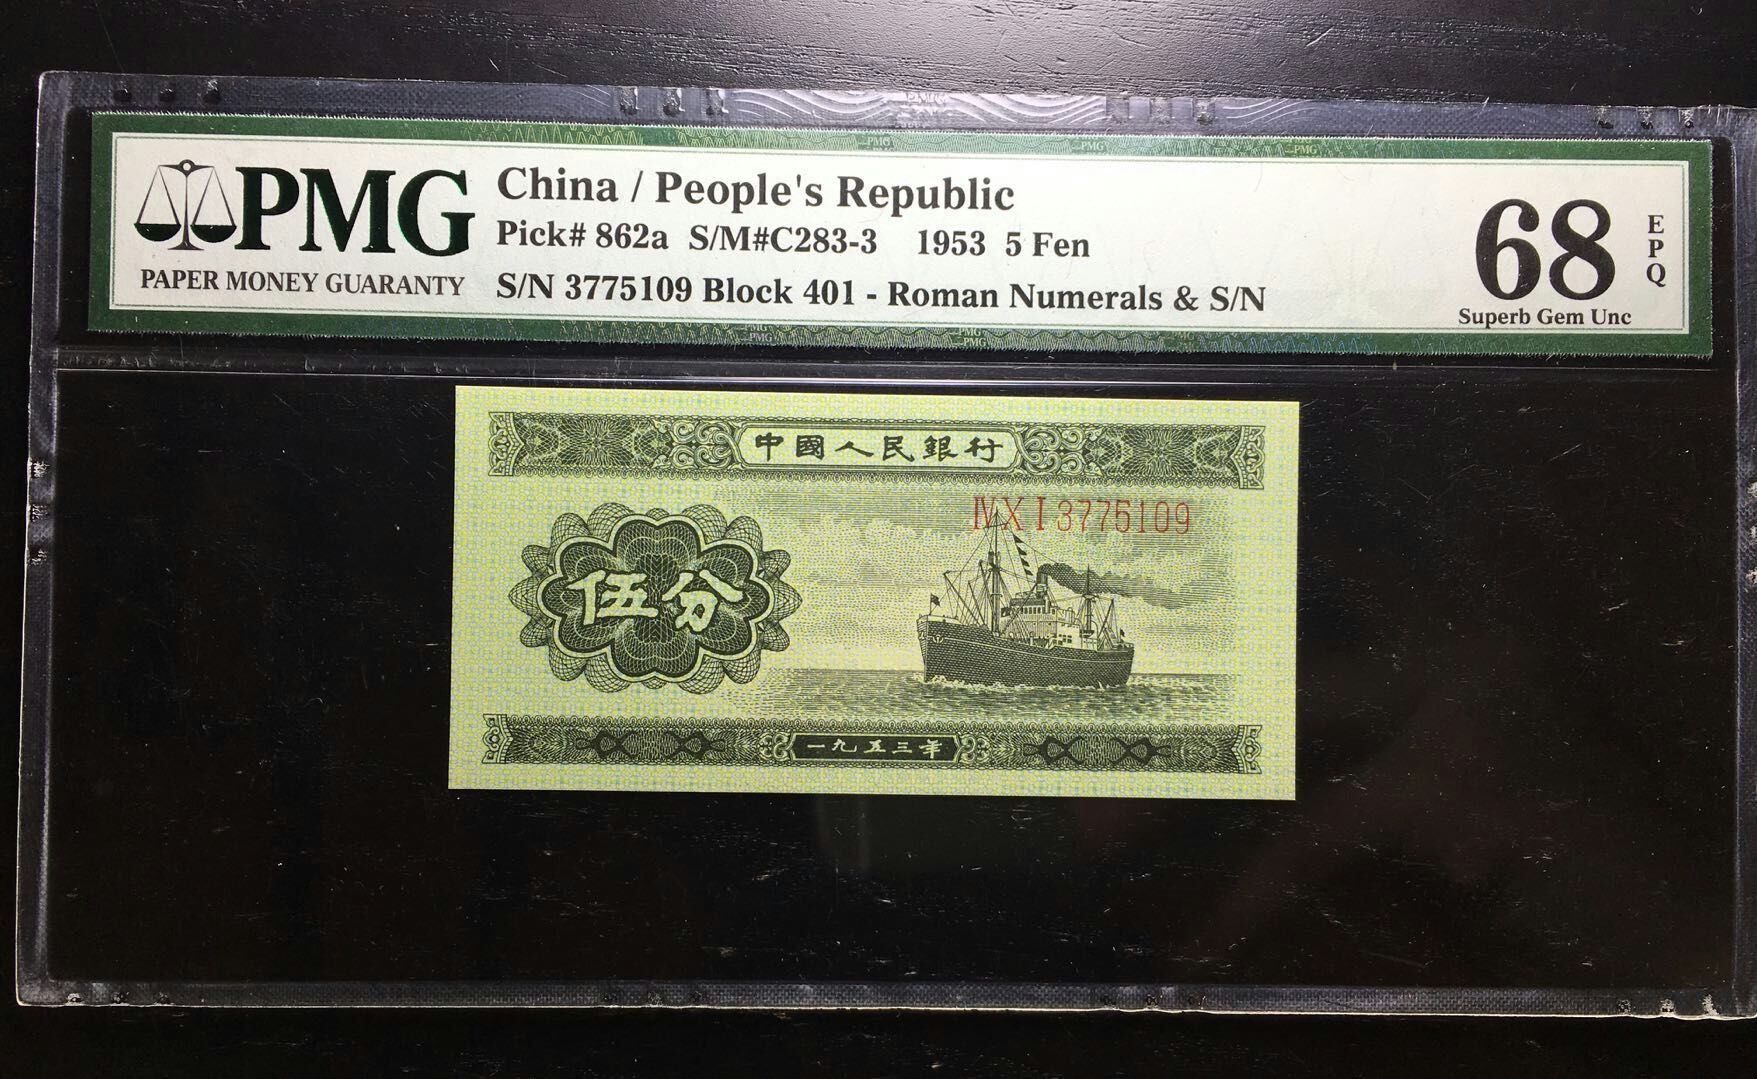 PMG
PAPER MONEY GUARANTY
China / People's Republic
Pick# 862a S/M#C283-3 1953 5 Fen
S/N 3775109 Block 401 - Roman Numerals & S/N
68
EPQ
Superb Gem Unc
中國人民銀行
IV X I 3775109
伍分
一九五三年